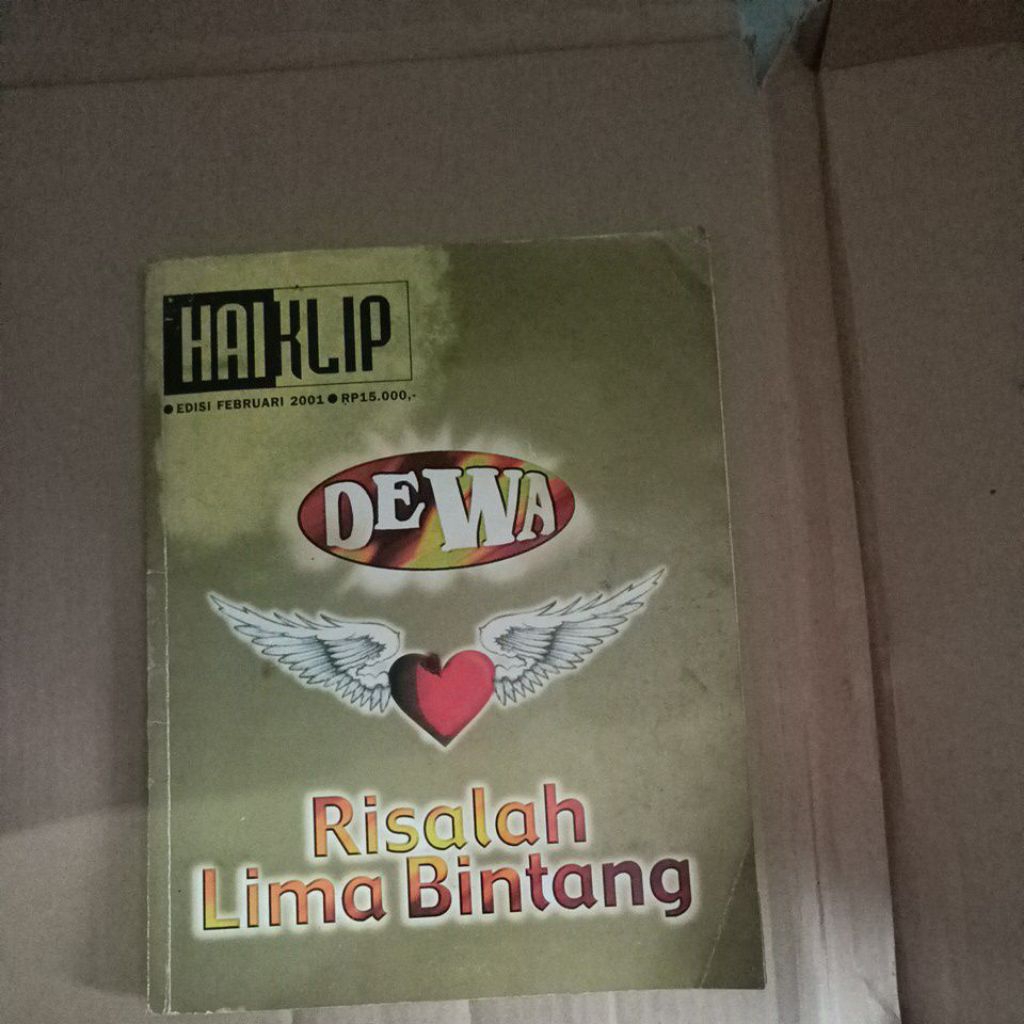 HAIKLIP
●EDISI FEBRUARI 2001●RP15.000,-
DEWA
Risalah
Lima Bintang